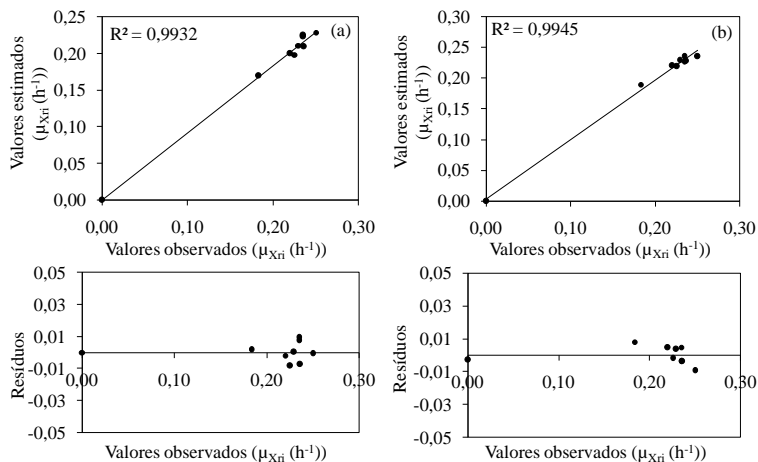 R² = 0,9932
(a)
Valores estimados
(µXri (h⁻¹))
0,25
0,20
0,15
0,10
0,05
0,00
0,00 0,10 0,20 0,30
Valores observados (µXri (h⁻¹))
R² = 0,9945
(b)
Valores estimados
(µXri (h⁻¹))
0,30
0,25
0,20
0,15
0,10
0,05
0,00
0,00 0,10 0,20 0,30
Valores observados (µXri (h⁻¹))
Resíduos
0,05
0,03
0,01
-0,01
-0,03
-0,05
0,00 0,10 0,20 0,30
Valores observados (µXri (h⁻¹))
Resíduos
0,05
0,03
0,01
-0,01
-0,03
-0,05
0,00 0,10 0,20 0,30
Valores observados (µXri (h⁻¹))